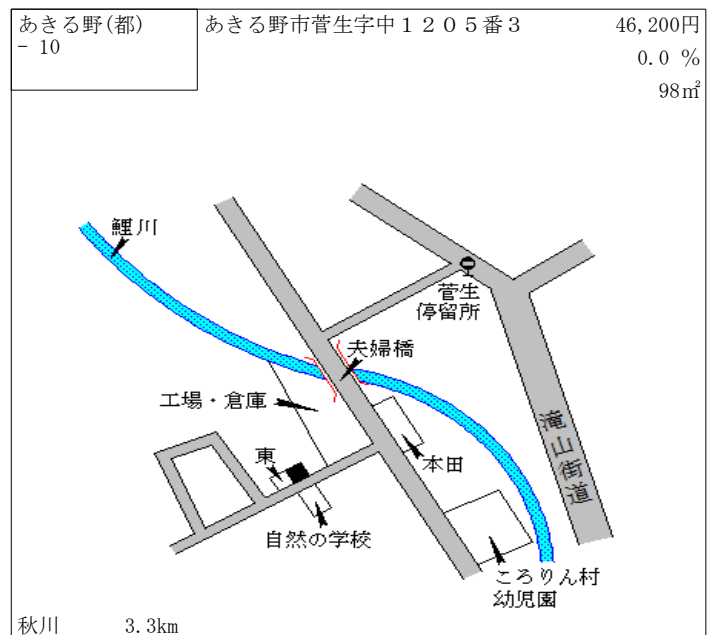 あきる野(都)
- 10
あきる野市菅生字中１２０５番３
46,200円
0.0 %
98㎡
鯉川
菅生
停留所
夫婦橋
工場・倉庫
滝山街道
東
本田
自然の学校
ころりん村
幼児園
秋川 3.3km